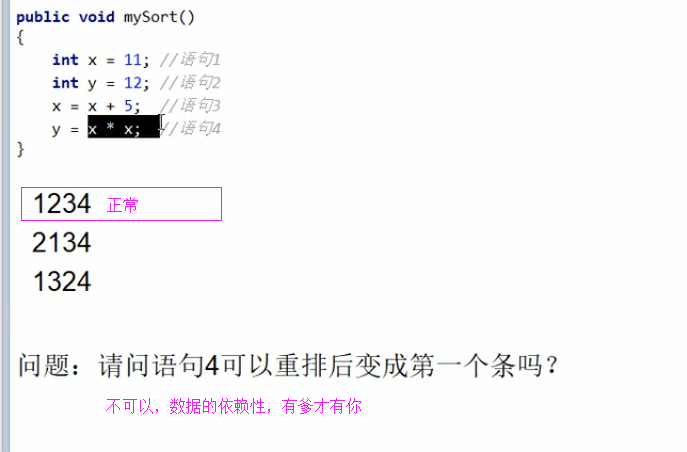 public void mySort()
{
int x = 11; //语句1
int y = 12; //语句2
x = x + 5; //语句3
y = x * x; //语句4
}
1234 正常
2134
1324
问题：请问语句4可以重排后变成第一个条吗？
不可以，数据的依赖性，有爹才有你